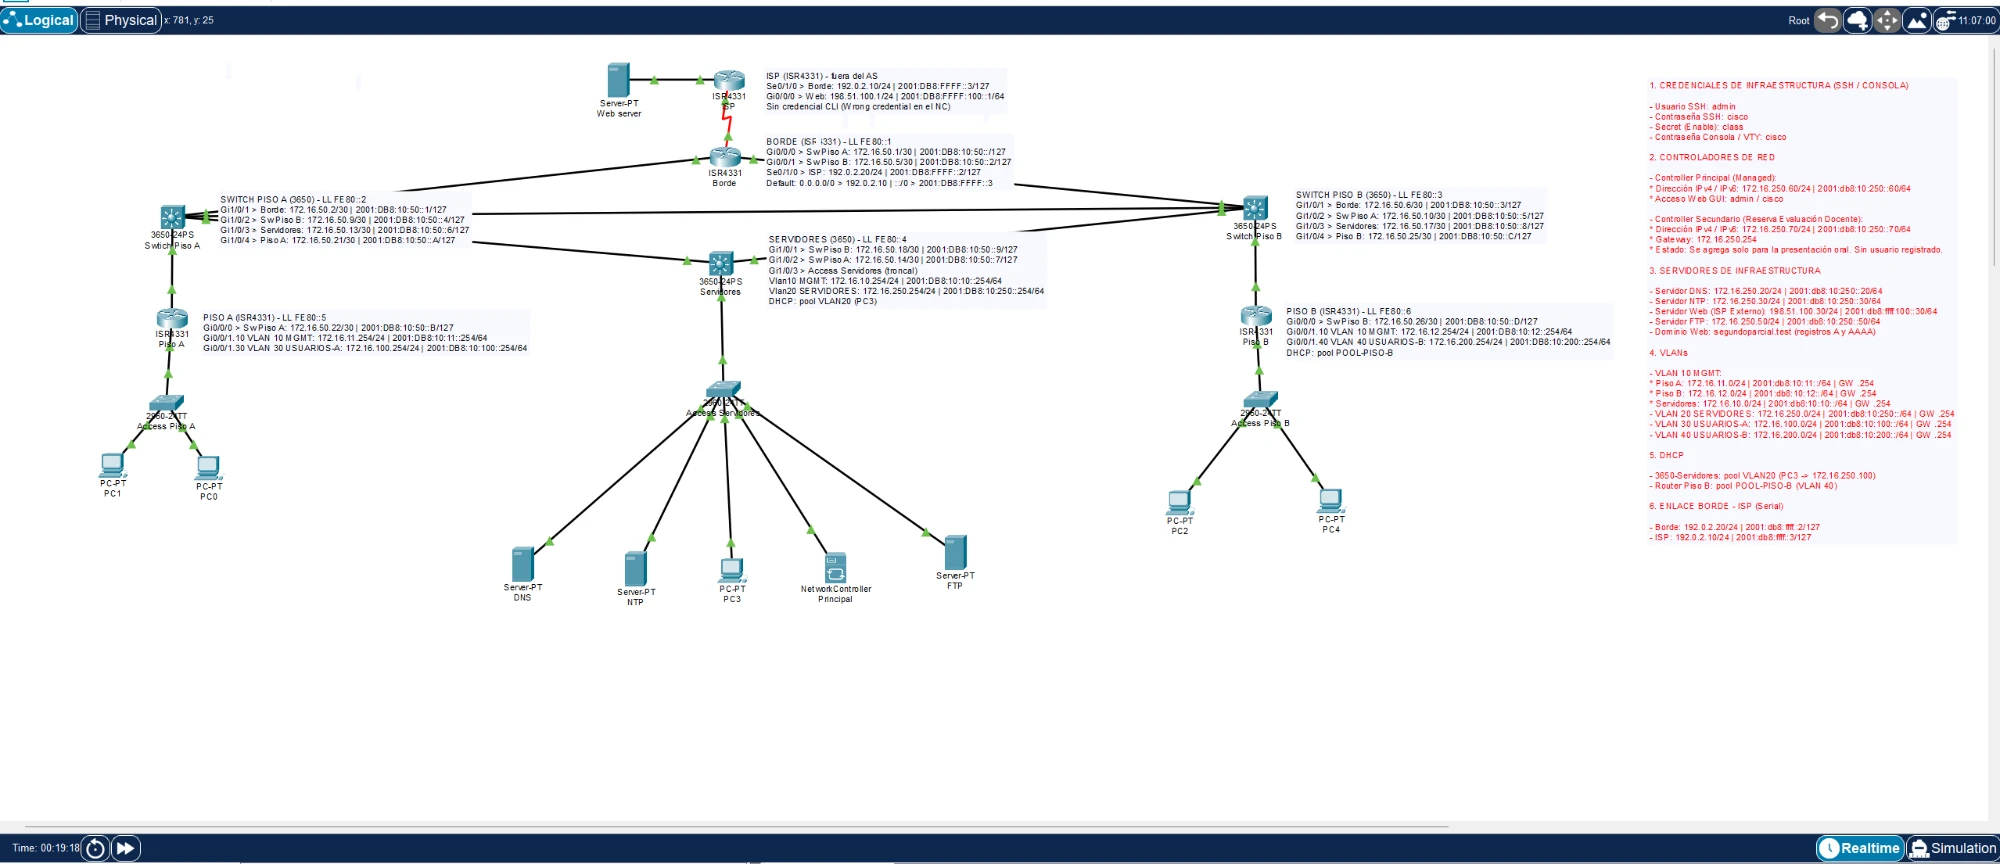 Logical
Physical
x: 781, y: 25
Root
11:07:00
Server-PT
Web server
ISR4331
ISP
ISP (ISR4331) - fuera del AS
Se0/1/0 > Borde: 192.0.2.10/24 | 2001:DB8:FFFF::3/127
Gi0/0/0 > Web: 198.51.100.1/24 | 2001:DB8:FFFF:100::1/64
Sin credencial CLI (Wrong credential en el NC)
ISR4331
Borde
BORDE (ISR4331) - LL FE80::1
Gi0/0/0 > SwPiso A: 172.16.50.1/30 | 2001:DB8:10:50::/127
Gi0/0/1 > SwPiso B: 172.16.50.5/30 | 2001:DB8:10:50::2/127
Se0/1/0 > ISP: 192.0.2.20/24 | 2001:DB8:FFFF::2/127
Default: 0.0.0.0/0 > 192.0.2.10 | ::/0 > 2001:DB8:FFFF::3
3650-24PS
Switch Piso A
SWITCH PISO A (3650) - LL FE80::2
Gi1/0/1 > Borde: 172.16.50.2/30 | 2001:DB8:10:50::1/127
Gi1/0/2 > SwPiso B: 172.16.50.9/30 | 2001:DB8:10:50::4/127
Gi1/0/3 > Servidores: 172.16.50.13/30 | 2001:DB8:10:50::6/127
Gi1/0/4 > Piso A: 172.16.50.21/30 | 2001:DB8:10:50::A/127
3650-24PS
Switch Piso B
SWITCH PISO B (3650) - LL FE80::3
Gi1/0/1 > Borde: 172.16.50.6/30 | 2001:DB8:10:50::3/127
Gi1/0/2 > SwPiso A: 172.16.50.10/30 | 2001:DB8:10:50::5/127
Gi1/0/3 > Servidores: 172.16.50.17/30 | 2001:DB8:10:50::8/127
Gi1/0/4 > Piso B: 172.16.50.25/30 | 2001:DB8:10:50::C/127
3650-24PS
Servidores
SERVIDORES (3650) - LL FE80::4
Gi1/0/1 > SwPiso B: 172.16.50.18/30 | 2001:DB8:10:50::9/127
Gi1/0/2 > SwPiso A: 172.16.50.14/30 | 2001:DB8:10:50::7/127
Gi1/0/3 > Access Servidores (troncal)
Vlan10 MGMT: 172.16.10.254/24 | 2001:DB8:10:10::254/64
Vlan20 SERVIDORES: 172.16.250.254/24 | 2001:DB8:10:250::254/64
DHCP: pool VLAN20 (PC3)
ISR4331
Piso A
PISO A (ISR4331) - LL FE80::5
Gi0/0/0 > SwPiso A: 172.16.50.22/30 | 2001:DB8:10:50::B/127
Gi0/0/1.10 VLAN 10 MGMT: 172.16.11.254/24 | 2001:DB8:10:11::254/64
Gi0/0/1.30 VLAN 30 USUARIOS-A: 172.16.100.254/24 | 2001:DB8:10:100::254/64
ISR4331
Piso B
PISO B (ISR4331) - LL FE80::6
Gi0/0/0 > SwPiso B: 172.16.50.26/30 | 2001:DB8:10:50::D/127
Gi0/0/1.10 VLAN 10 MGMT: 172.16.12.254/24 | 2001:DB8:10:12::254/64
Gi0/0/1.40 VLAN 40 USUARIOS-B: 172.16.200.254/24 | 2001:DB8:10:200::254/64
DHCP: pool POOL-PISO-B
2960-24TT
Access Piso A
2960-24TT
Access Servidores
2960-24TT
Access Piso B
PC-PT
PC1
PC-PT
PC0
PC-PT
PC2
PC-PT
PC4
Server-PT
DNS
Server-PT
NTP
PC-PT
PC3
NetworkController
Principal
Server-PT
FTP
1. CREDENCIALES DE INFRAESTRUCTURA (SSH / CONSOLA)
- Usuario SSH: admin
- Contraseña SSH: cisco
- Secret (Enable): class
- Contraseña Consola / VTY: cisco
2. CONTROLADORES DE RED
- Controller Principal (Managed):
* Dirección IPv4 / IPv6: 172.16.250.60/24 | 2001:db8:10:250::60/64
* Acceso Web GUI: admin / cisco
- Controller Secundario (Reserva Evaluación Docente):
* Dirección IPv4 / IPv6: 172.16.250.70/24 | 2001:db8:10:250::70/64
* Gateway: 172.16.250.254
* Estado: Se agrega solo para la presentación oral. Sin usuario registrado.
3. SERVIDORES DE INFRAESTRUCTURA
- Servidor DNS: 172.16.250.20/24 | 2001:db8:10:250::20/64
- Servidor NTP: 172.16.250.30/24 | 2001:db8:10:250::30/64
- Servidor Web (ISP Externo): 198.51.100.30/24 | 2001:db8:ffff:100::30/64
- Servidor FTP: 172.16.250.50/24 | 2001:db8:10:250::50/64
- Dominio Web: segundoparcial.test (registros A y AAAA)
4. VLANs
- VLAN 10 MGMT:
* Piso A: 172.16.11.0/24 | 2001:db8:10:11::/64 | GW .254
* Piso B: 172.16.12.0/24 | 2001:db8:10:12::/64 | GW .254
* Servidores: 172.16.10.0/24 | 2001:db8:10:10::/64 | GW .254
- VLAN 20 SERVIDORES: 172.16.250.0/24 | 2001:db8:10:250::/64 | GW .254
- VLAN 30 USUARIOS-A: 172.16.100.0/24 | 2001:db8:10:100::/64 | GW .254
- VLAN 40 USUARIOS-B: 172.16.200.0/24 | 2001:db8:10:200::/64 | GW .254
5. DHCP
- 3650-Servidores: pool VLAN20 (PC3 -> 172.16.250.100)
- Router Piso B: pool POOL-PISO-B (VLAN 40)
6. ENLACE BORDE - ISP (Serial)
- Borde: 192.0.2.20/24 | 2001:db8:ffff::2/127
- ISP: 192.0.2.10/24 | 2001:db8:ffff::3/127
Time: 00:19:18
Realtime
Simulation